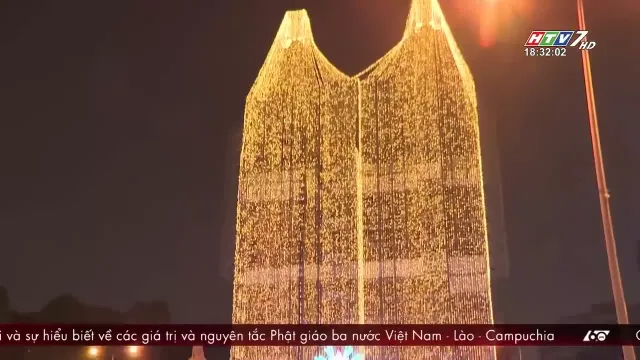 HTV7 HD
18:32:02
i và sự hiểu biết về các giá trị và nguyên tắc Phật giáo ba nước Việt Nam - Lào - Campuchia